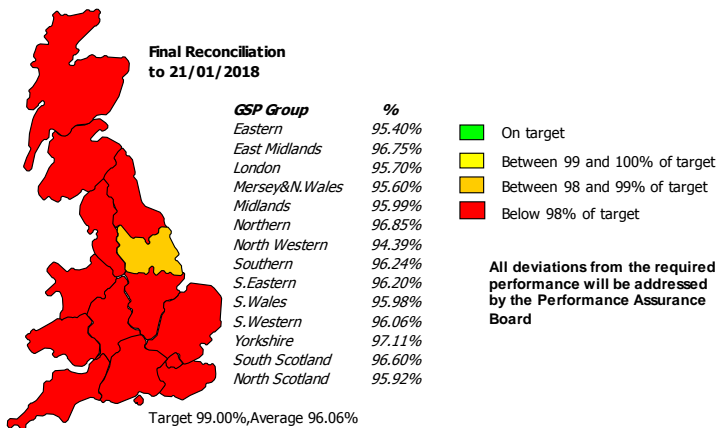 Final Reconciliation
to 21/01/2018
GSP Group %
Eastern 95.40%
East Midlands 96.75%
London 95.70%
Mersey&N.Wales 95.60%
Midlands 95.99%
Northern 96.85%
North Western 94.39%
Southern 96.24%
S.Eastern 96.20%
S.Wales 95.98%
S.Western 96.06%
Yorkshire 97.11%
South Scotland 96.60%
North Scotland 95.92%
On target
Between 99 and 100% of target
Between 98 and 99% of target
Below 98% of target
All deviations from the required
performance will be addressed
by the Performance Assurance
Board
Target 99.00%,Average 96.06%